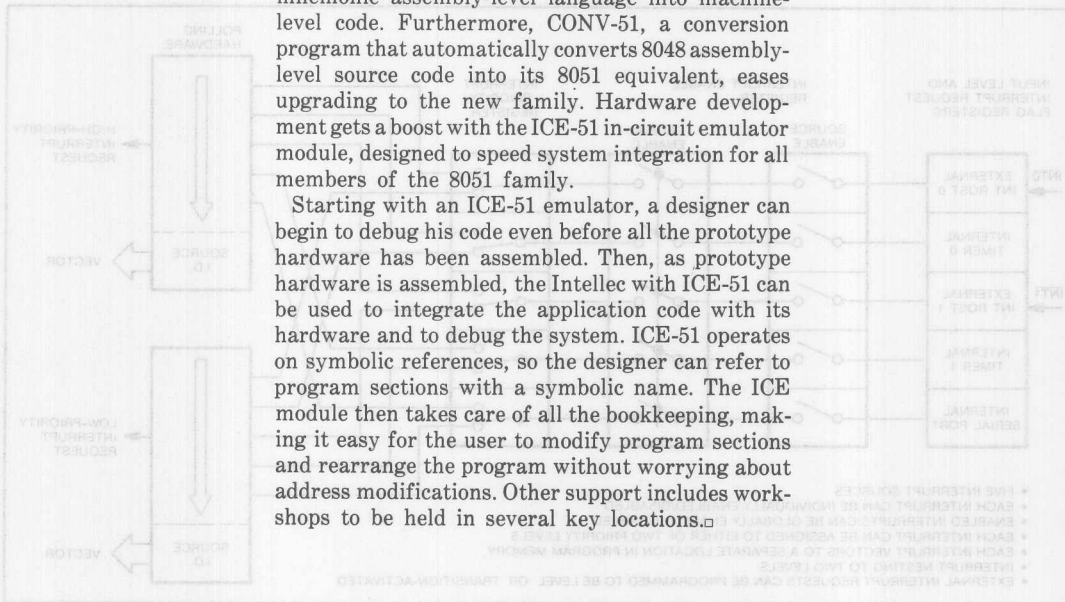 mnemonic assembly-level language into machine-
level code. Furthermore, CONV-51, a conversion
program that automatically converts 8048 assembly-
level source code into its 8051 equivalent, eases
upgrading to the new family. Hardware develop-
ment gets a boost with the ICE-51 in-circuit emulator
module, designed to speed system integration for all
members of the 8051 family.
Starting with an ICE-51 emulator, a designer can
begin to debug his code even before all the prototype
hardware has been assembled. Then, as prototype
hardware is assembled, the Intellec with ICE-51 can
be used to integrate the application code with its
hardware and to debug the system. ICE-51 operates
on symbolic references, so the designer can refer to
program sections with a symbolic name. The ICE
module then takes care of all the bookkeeping, mak-
ing it easy for the user to modify program sections
and rearrange the program without worrying about
address modifications. Other support includes work-
shops to be held in several key locations.□
POLLING
HARDWARE
INPUT LEVEL AND
INTERRUPT REQUEST
FLAG REGISTERS
HIGH-PRIORITY
INTERRUPT
REQUEST
SOURCE
I.D.
VECTOR
INT0
EXTERNAL
INT RQST 0
INTERNAL
TIMER 0
INT1
EXTERNAL
INT RQST 1
INTERNAL
TIMER 1
INTERNAL
SERIAL PORT
LOW-PRIORITY
INTERRUPT
REQUEST
SOURCE
I.D.
VECTOR
• FIVE INTERRUPT SOURCES
• EACH INTERRUPT CAN BE INDIVIDUALLY
• ENABLED INTERRUPTS CAN BE GLOBALLY
• EACH INTERRUPT CAN BE ASSIGNED TO EITHER OF TWO PRIORITY LEVELS
• EACH INTERRUPT VECTORS TO A SEPARATE LOCATION IN PROGRAM MEMORY
• INTERRUPT NESTING TO TWO LEVELS
• EXTERNAL INTERRUPT REQUESTS CAN BE PROGRAMMED TO BE LEVEL- OR TRANSITION-ACTIVATED